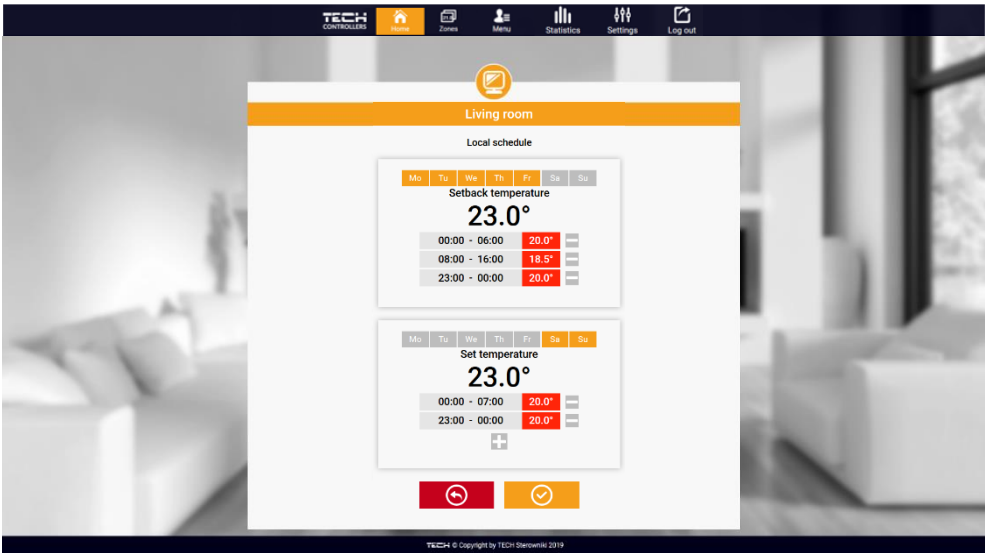 TECH
CONTROLLERS
Home Zones Menu Statistics Settings Log out
Living room
Local schedule
Mo Tu We Th Fr Sa Su
Setback temperature
23.0°
00:00 - 06:00 20.0°
08:00 - 16:00 18.5°
23:00 - 00:00 20.0°
Mo Tu We Th Fr Sa Su
Set temperature
23.0°
00:00 - 07:00 20.0°
23:00 - 00:00 20.0°
TECH © Copyright by TECH Sterowniki 2019